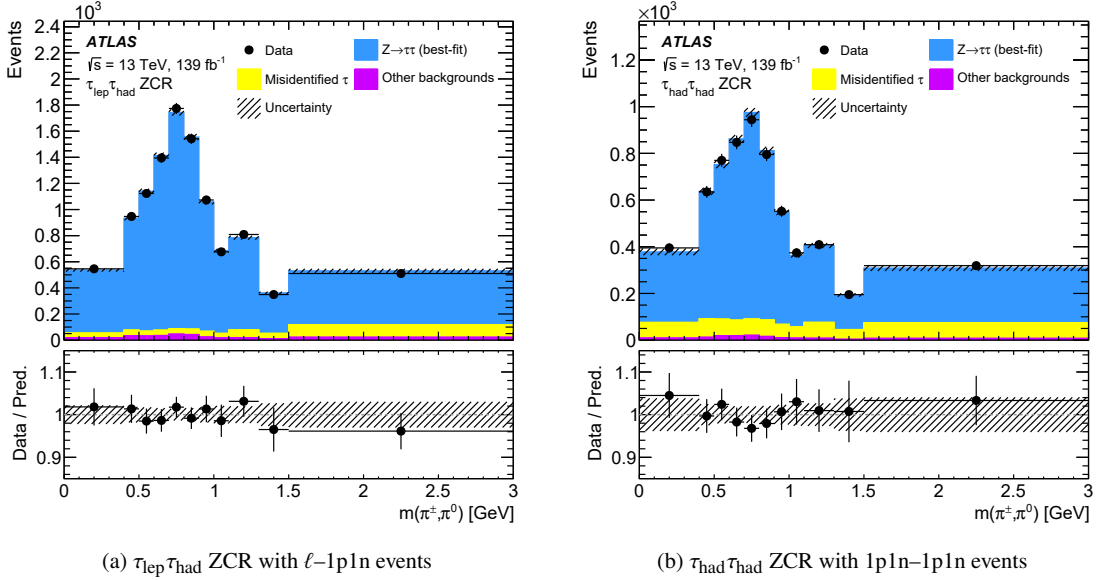 ×10³
Events
2.4
2.2
2
1.8
1.6
1.4
1.2
1
0.8
0.6
0.4
0.2
0
ATLAS
√s = 13 TeV, 139 fb⁻¹
τlepτhad ZCR
Data
Z→ττ (best-fit)
Misidentified τ
Other backgrounds
Uncertainty
Data / Pred.
1.1
1
0.9
0 0.5 1 1.5 2 2.5 3
m(π±,π⁰) [GeV]
(a) τlepτhad ZCR with ℓ–1p1n events
×10³
Events
1.2
1
0.8
0.6
0.4
0.2
0
ATLAS
√s = 13 TeV, 139 fb⁻¹
τhadτhad ZCR
Data
Z→ττ (best-fit)
Misidentified τ
Other backgrounds
Uncertainty
Data / Pred.
1.1
1
0.9
0 0.5 1 1.5 2 2.5 3
m(π±,π⁰) [GeV]
(b) τhadτhad ZCR with 1p1n–1p1n events